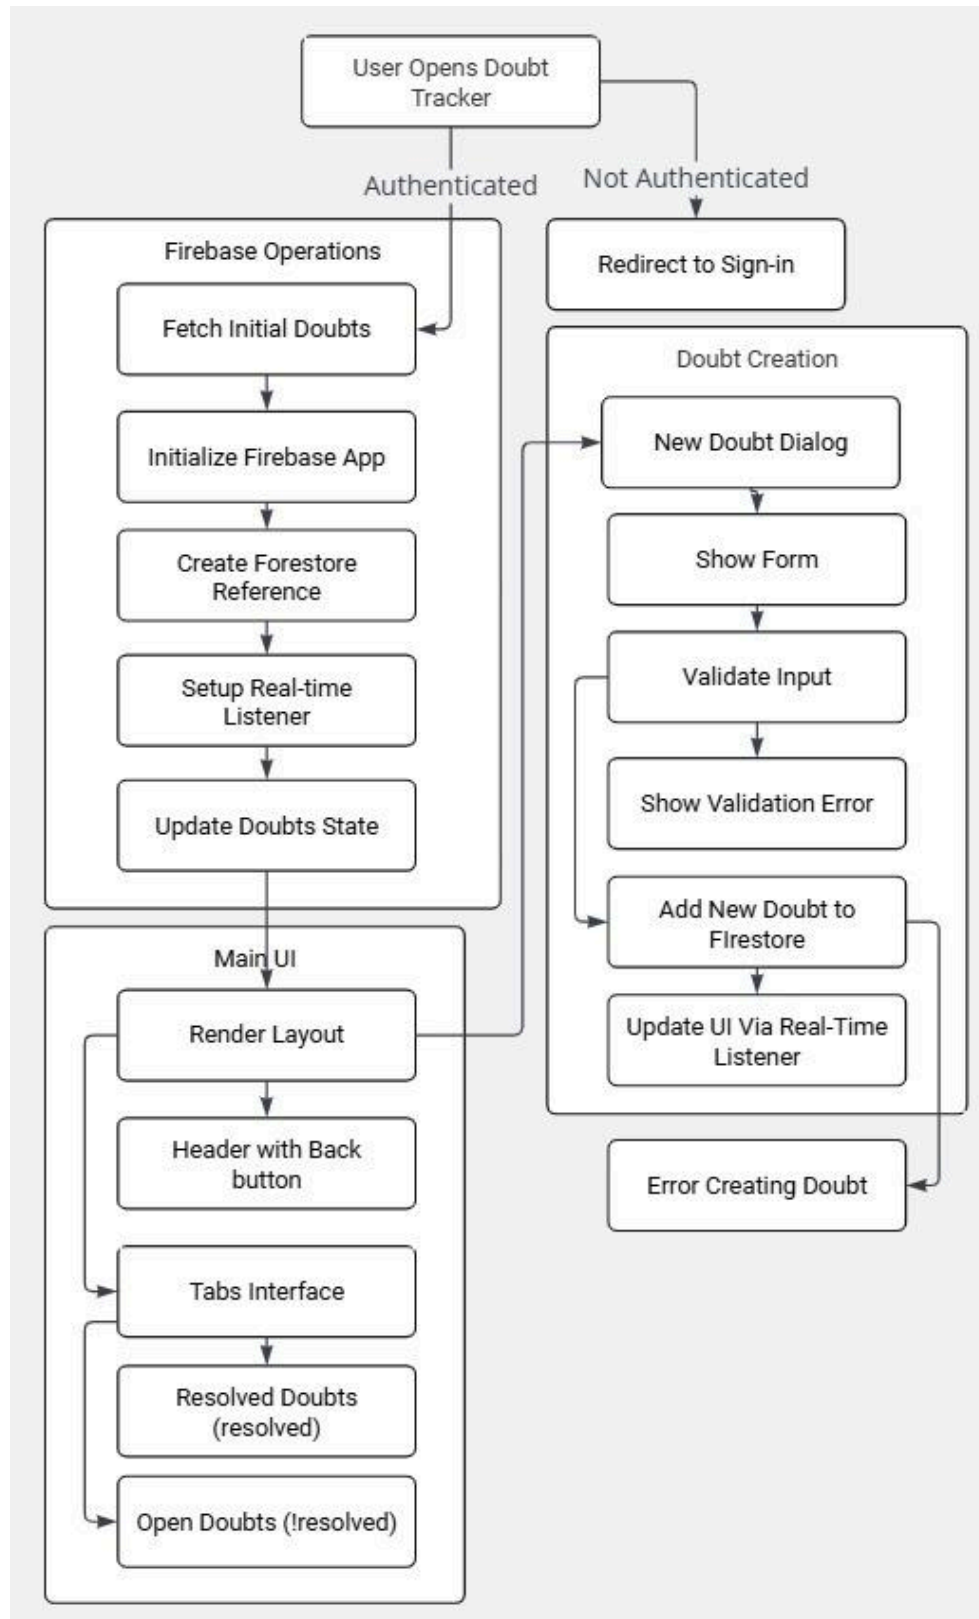 User Opens Doubt
Tracker
Authenticated
Not Authenticated
Firebase Operations
Fetch Initial Doubts
Initialize Firebase App
Create Forestore
Reference
Setup Real-time
Listener
Update Doubts State
Main UI
Render Layout
Header with Back
button
Tabs Interface
Resolved Doubts
(resolved)
Open Doubts (!resolved)
Redirect to Sign-in
Doubt Creation
New Doubt Dialog
Show Form
Validate Input
Show Validation Error
Add New Doubt to
FIrestore
Update UI Via Real-Time
Listener
Error Creating Doubt